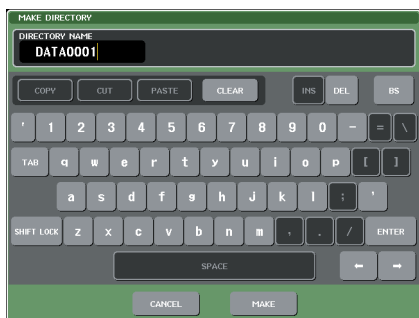 MAKE DIRECTORY
DIRECTORY NAME
DATA0001
COPY CUT PASTE CLEAR INS DEL BS
' 1 2 3 4 5 6 7 8 9 0 - = \
TAB q w e r t y u i o p [ ]
a s d f g h j k l ; '
SHIFT LOCK z x c v b n m , . / ENTER
SPACE ← →
CANCEL MAKE